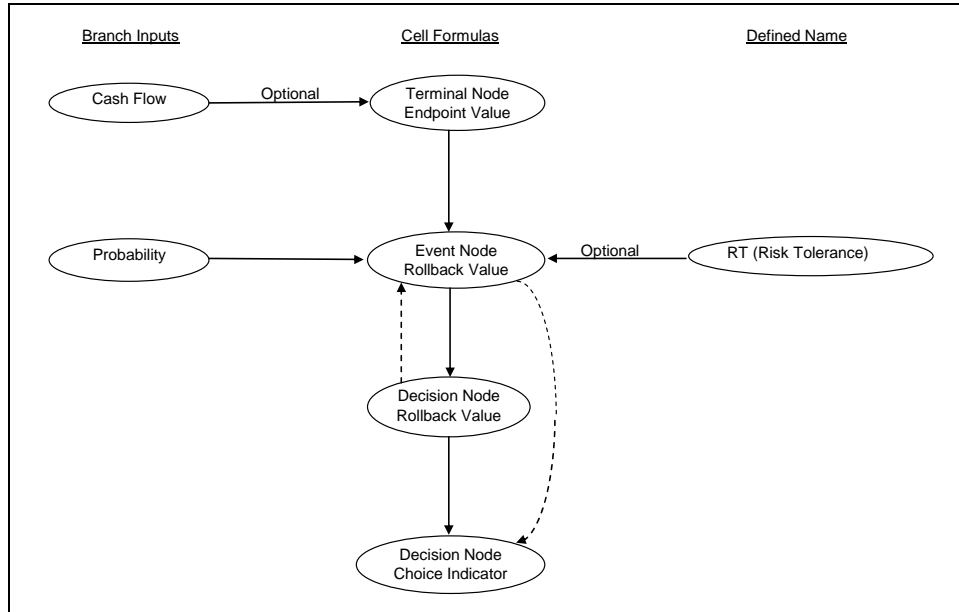 Branch Inputs
Cell Formulas
Defined Name
Cash Flow
Optional
Terminal Node
Endpoint Value
Probability
Event Node
Rollback Value
Optional
RT (Risk Tolerance)
Decision Node
Rollback Value
Decision Node
Choice Indicator